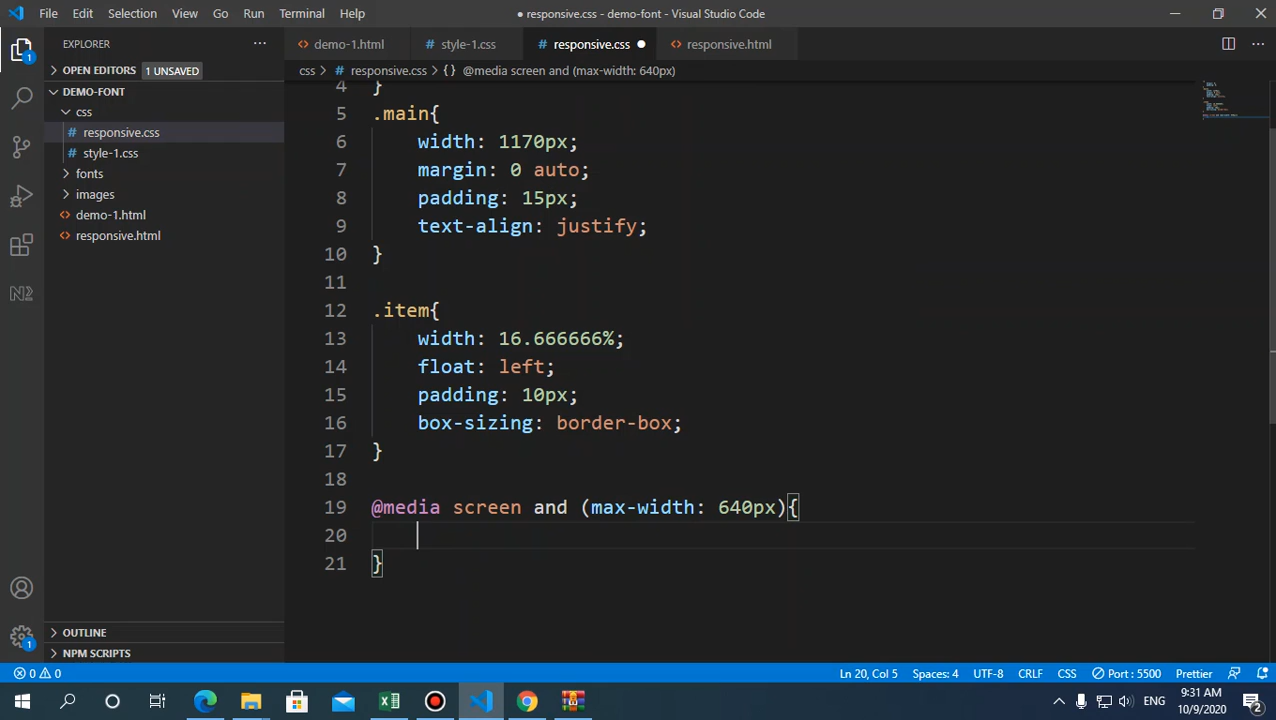 File Edit Selection View Go Run Terminal Help
● responsive.css - demo-font - Visual Studio Code
EXPLORER
OPEN EDITORS 1 UNSAVED
DEMO-FONT
css
# responsive.css
# style-1.css
fonts
images
<> demo-1.html
<> responsive.html
OUTLINE
NPM SCRIPTS
<> demo-1.html # style-1.css # responsive.css ● <> responsive.html
css > # responsive.css > {} @media screen and (max-width: 640px)
4 }
5 .main{
6 width: 1170px;
7 margin: 0 auto;
8 padding: 15px;
9 text-align: justify;
10 }
11
12 .item{
13 width: 16.666666%;
14 float: left;
15 padding: 10px;
16 box-sizing: border-box;
17 }
18
19 @media screen and (max-width: 640px){
20
21 }
1
1
0 0 Ln 20, Col 5 Spaces: 4 UTF-8 CRLF CSS Port : 5500 Prettier
ENG 9:31 AM
10/9/2020
2